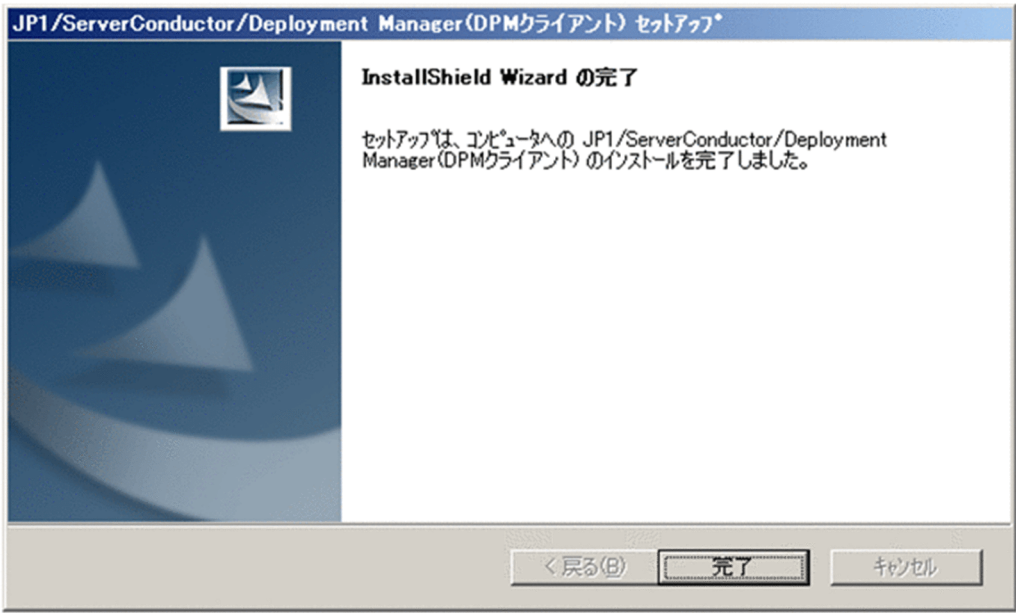 JP1/ServerConductor/Deployment Manager(DPMクライアント) セットアップ
InstallShield Wizard の完了
セットアップは、コンピュータへの JP1/ServerConductor/Deployment
Manager(DPMクライアント) のインストールを完了しました。
< 戻る(B)
完了
キャンセル